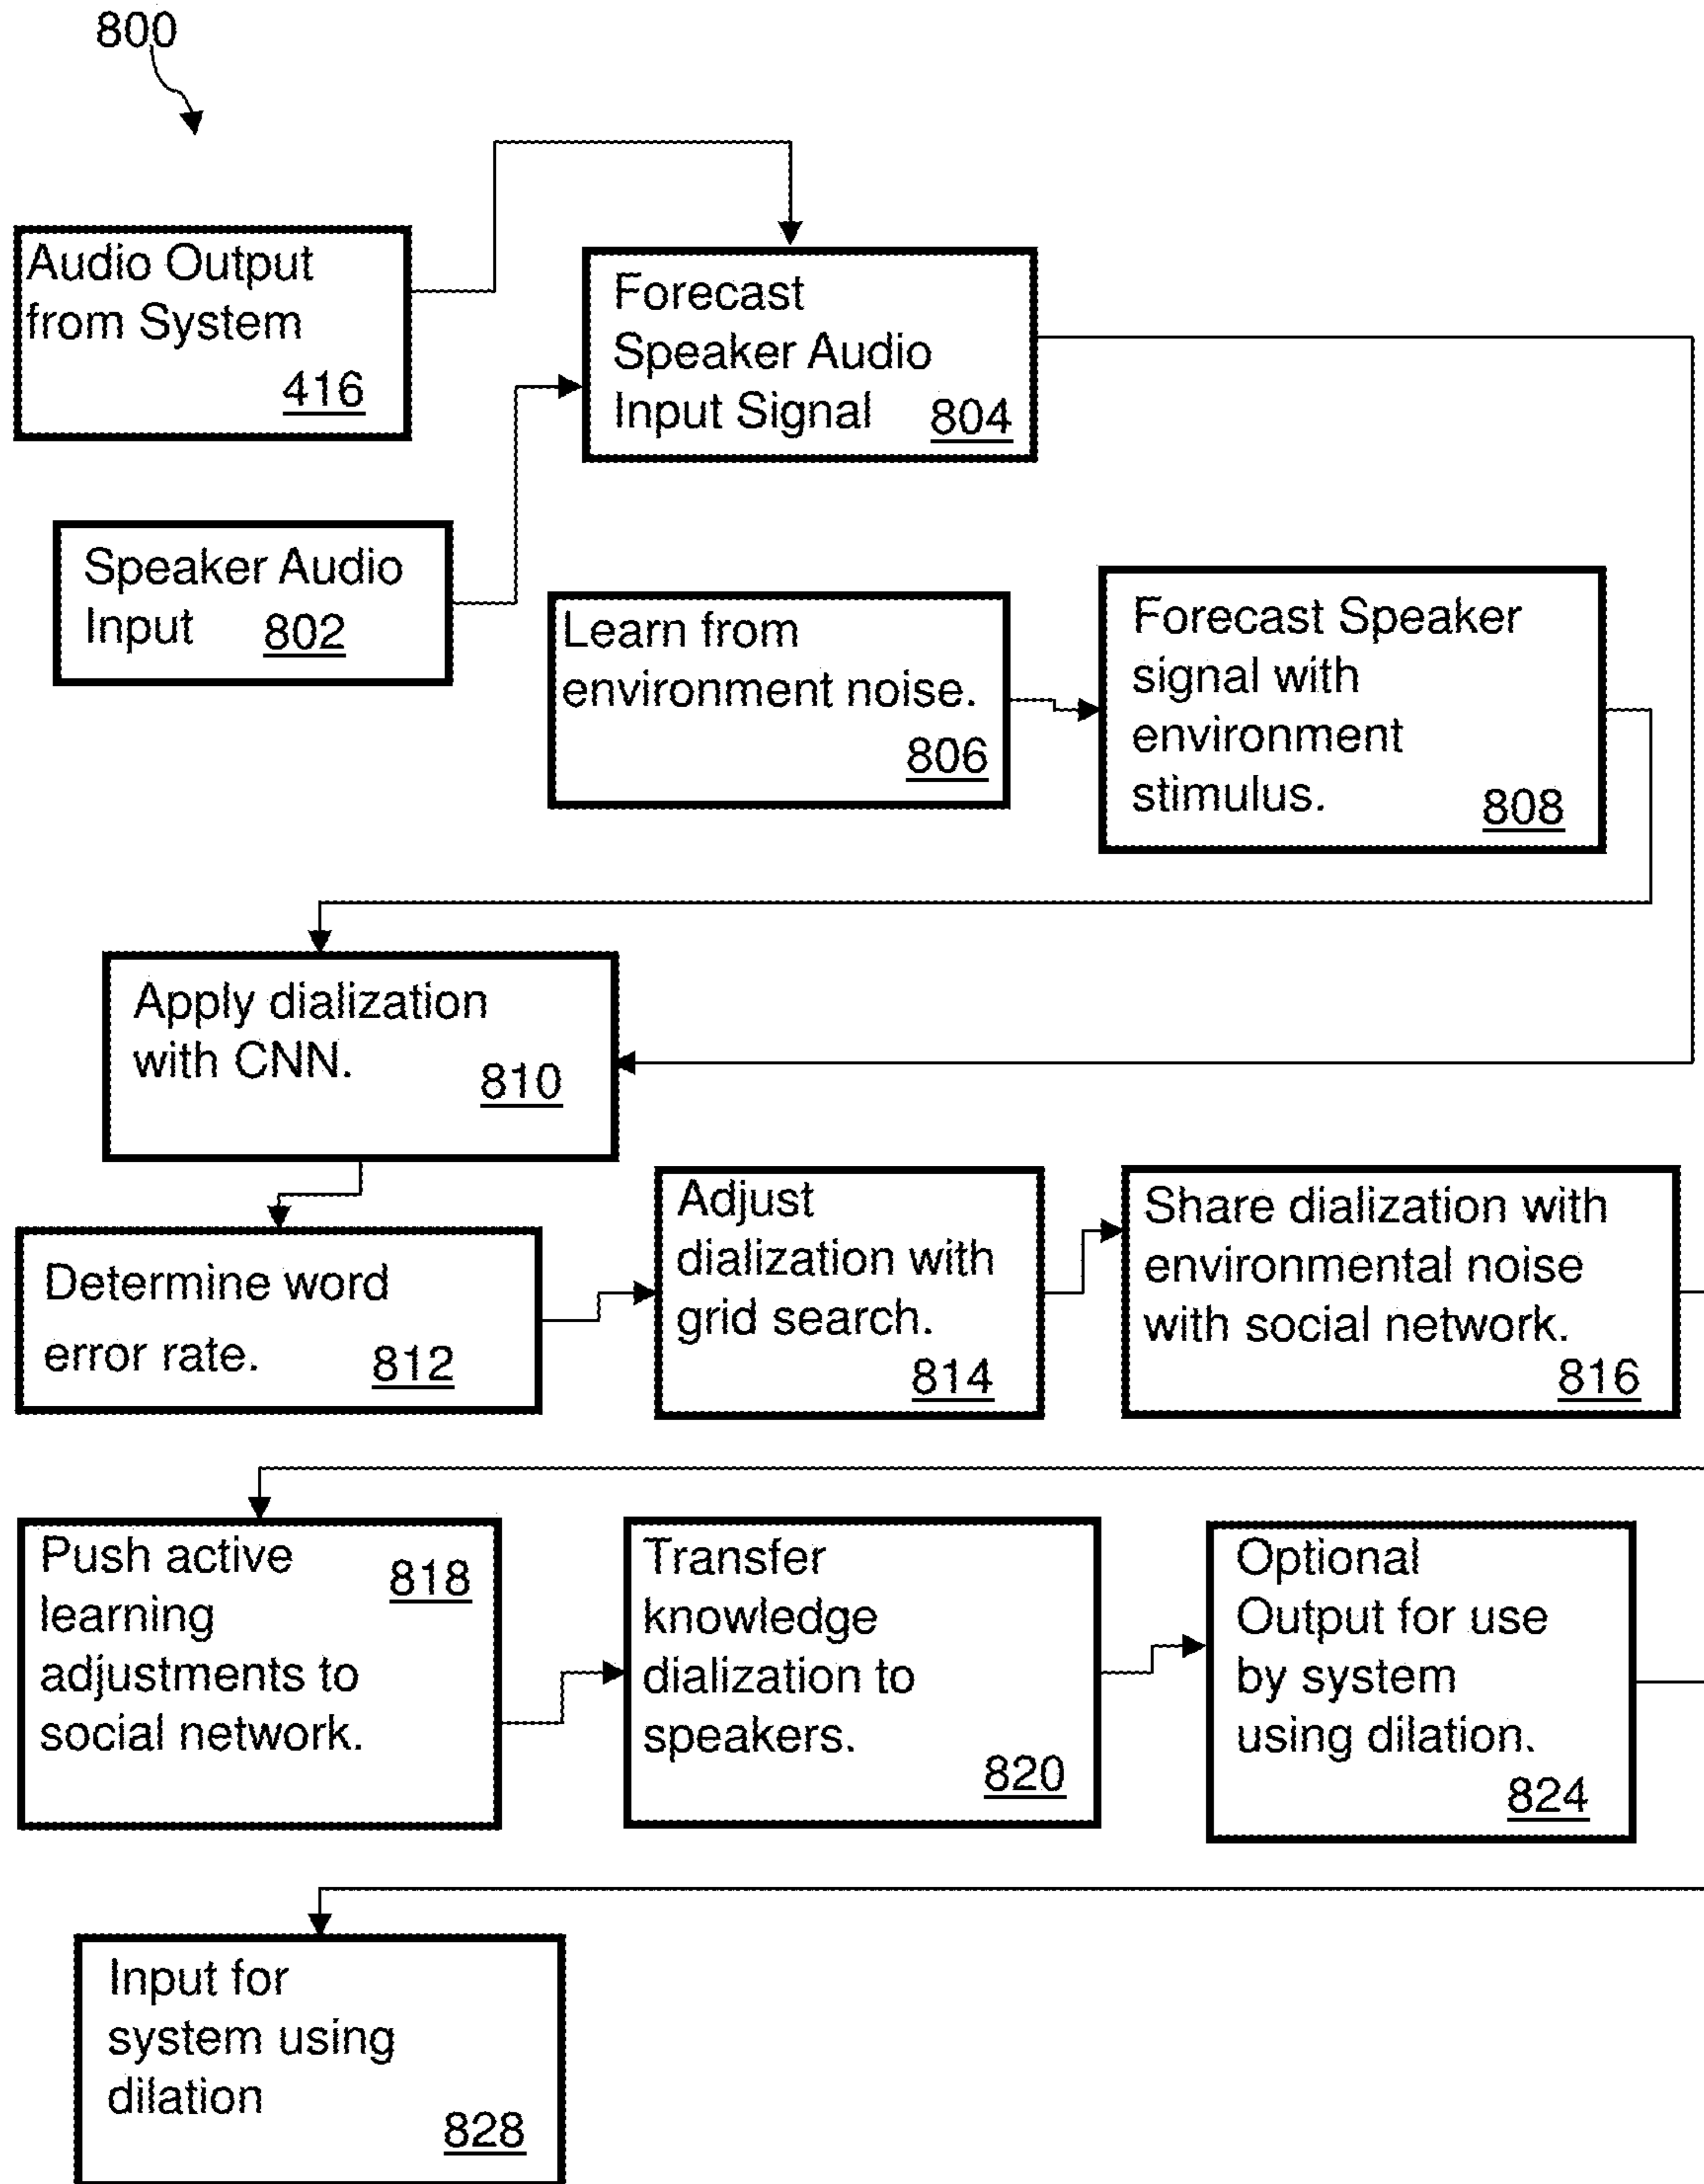 800
Audio Output
from System
416
Forecast
Speaker Audio
Input Signal 804
Speaker Audio
Input 802
Learn from
environment noise.
806
Forecast Speaker
signal with
environment
stimulus. 808
Apply dialization
with CNN. 810
Determine word
error rate. 812
Adjust
dialization with
grid search.
814
Share dialization with
environmental noise
with social network.
816
Push active 818
learning
adjustments to
social network.
Transfer
knowledge
dialization to
speakers.
820
Optional
Output for use
by system
using dilation.
824
Input for
system using
dilation
828